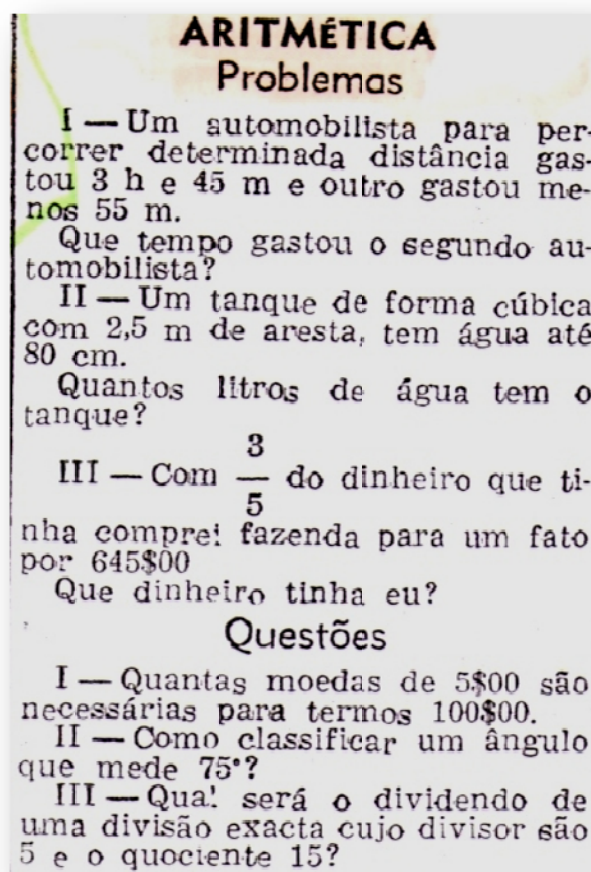 ARITMÉTICA
Problemas
I — Um automobilista para per-
correr determinada distância gas-
tou 3 h e 45 m e outro gastou me-
nos 55 m.
Que tempo gastou o segundo au-
tomobilista?
II — Um tanque de forma cúbica
com 2,5 m de aresta, tem água até
80 cm.
Quantos litros de água tem o
tanque?
3
III — Com — do dinheiro que ti-
5
nha comprei fazenda para um fato
por 645$00
Que dinheiro tinha eu?
Questões
I — Quantas moedas de 5$00 são
necessárias para termos 100$00.
II — Como classificar um ângulo
que mede 75°?
III — Qual será o dividendo de
uma divisão exacta cujo divisor são
5 e o quociente 15?